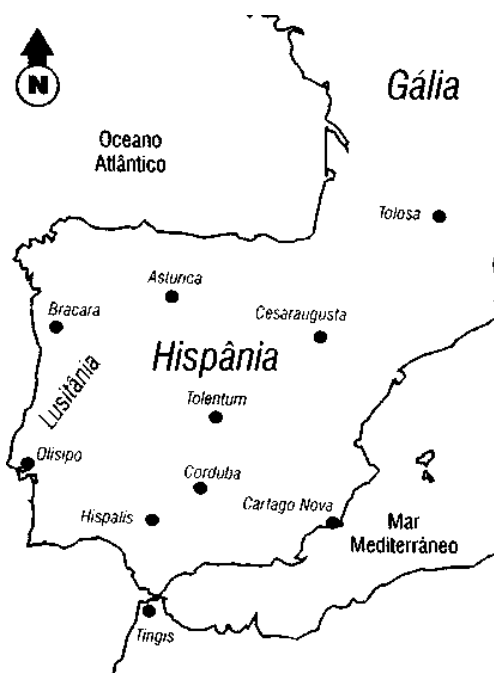 N
Gália
Oceano
Atlântico
Tolosa
Asturica
Bracara
Cesaraugusta
Hispânia
Lusitânia
Tolentum
Olisipo
Corduba
Cartago Nova
Hispalis
Mar
Mediterrâneo
Tingis